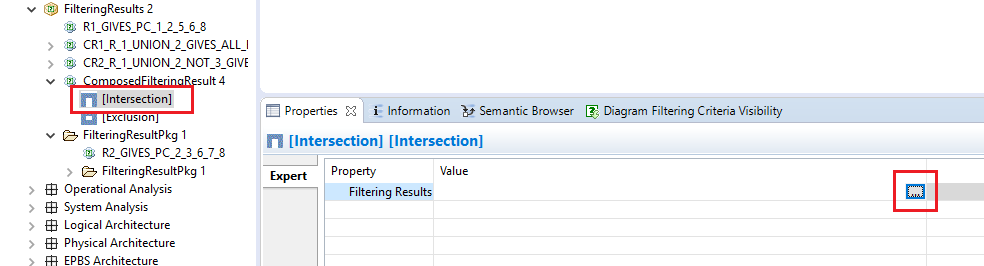 FilteringResults 2
R1_GIVES_PC_1_2_5_6_8
CR1_R_1_UNION_2_GIVES_ALL_
CR2_R_1_UNION_2_NOT_3_GIVE
ComposedFilteringResult 4
[Intersection]
[Exclusion]
FilteringResultPkg 1
R2_GIVES_PC_2_3_6_7_8
FilteringResultPkg 1
Operational Analysis
System Analysis
Logical Architecture
Physical Architecture
EPBS Architecture
Properties Information Semantic Browser Diagram Filtering Criteria Visibility
[Intersection] [Intersection]
Expert
Property Value
Filtering Results ...